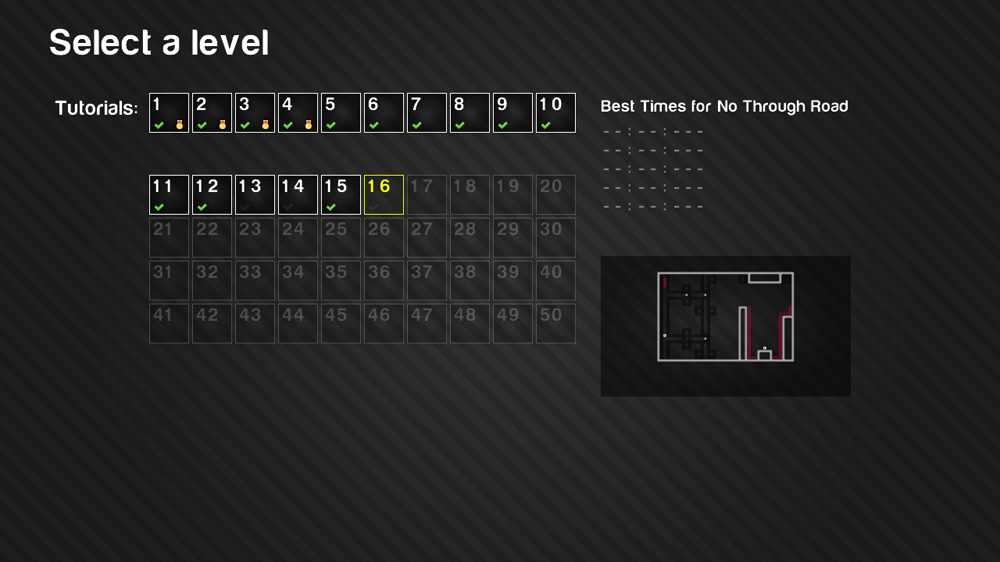 Select a level
Tutorials: 1 2 3 4 5 6 7 8 9 10
Best Times for No Through Road
--:--:---
--:--:---
--:--:---
--:--:---
--:--:---
11 12 13 14 15 16 17 18 19 20
21 22 23 24 25 26 27 28 29 30
31 32 33 34 35 36 37 38 39 40
41 42 43 44 45 46 47 48 49 50